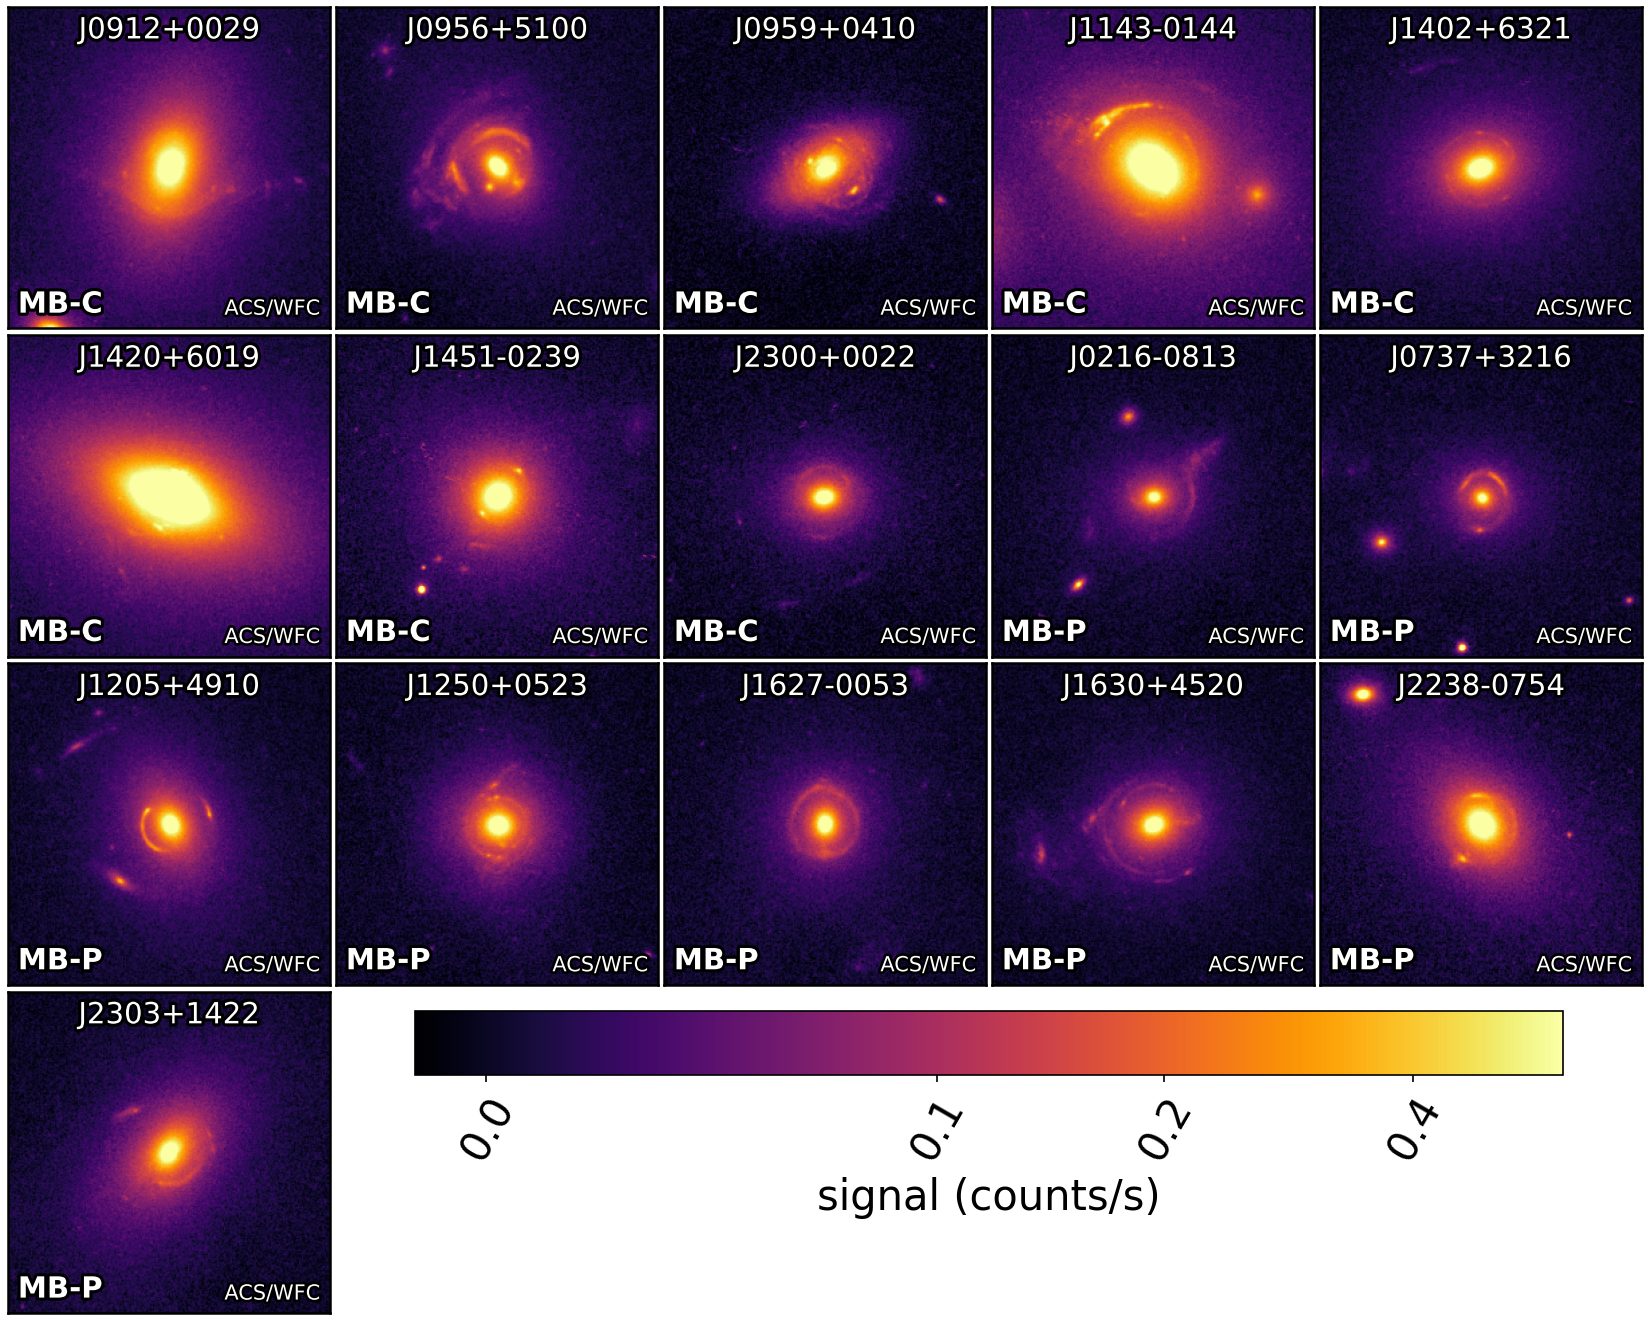 J0912+0029
MB-C
ACS/WFC
J0956+5100
MB-C
ACS/WFC
J0959+0410
MB-C
ACS/WFC
J1143-0144
MB-C
ACS/WFC
J1402+6321
MB-C
ACS/WFC
J1420+6019
MB-C
ACS/WFC
J1451-0239
MB-C
ACS/WFC
J2300+0022
MB-C
ACS/WFC
J0216-0813
MB-P
ACS/WFC
J0737+3216
MB-P
ACS/WFC
J1205+4910
MB-P
ACS/WFC
J1250+0523
MB-P
ACS/WFC
J1627-0053
MB-P
ACS/WFC
J1630+4520
MB-P
ACS/WFC
J2238-0754
MB-P
ACS/WFC
J2303+1422
MB-P
ACS/WFC
0.0
0.1
0.2
0.4
signal (counts/s)